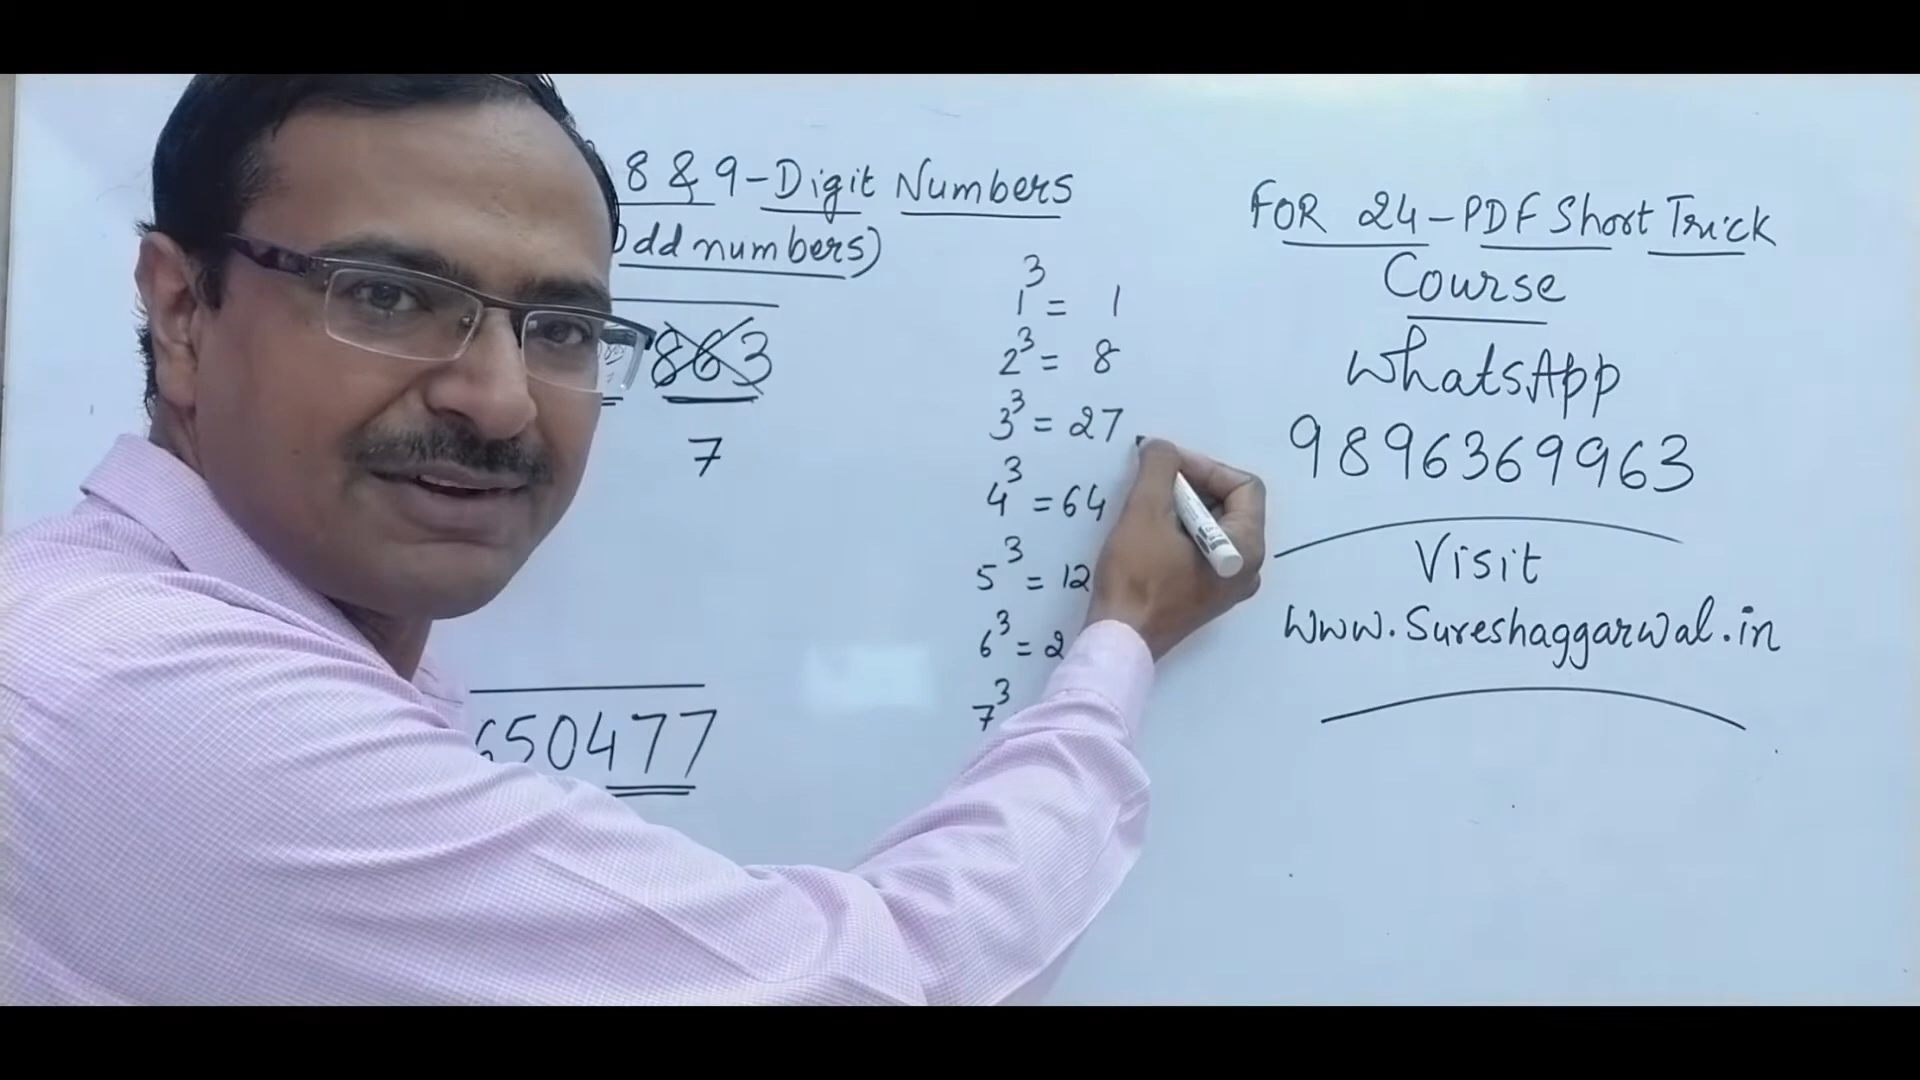 8 & 9-Digit Numbers
Odd numbers)
863
7
650477
1³ = 1
2³ = 8
3³ = 27
4³ = 64
5³ = 12
6³ = 2
7³
FOR 24-PDF Short Trick
Course
WhatsApp
9896369963
Visit
www.Sureshaggarwal.in